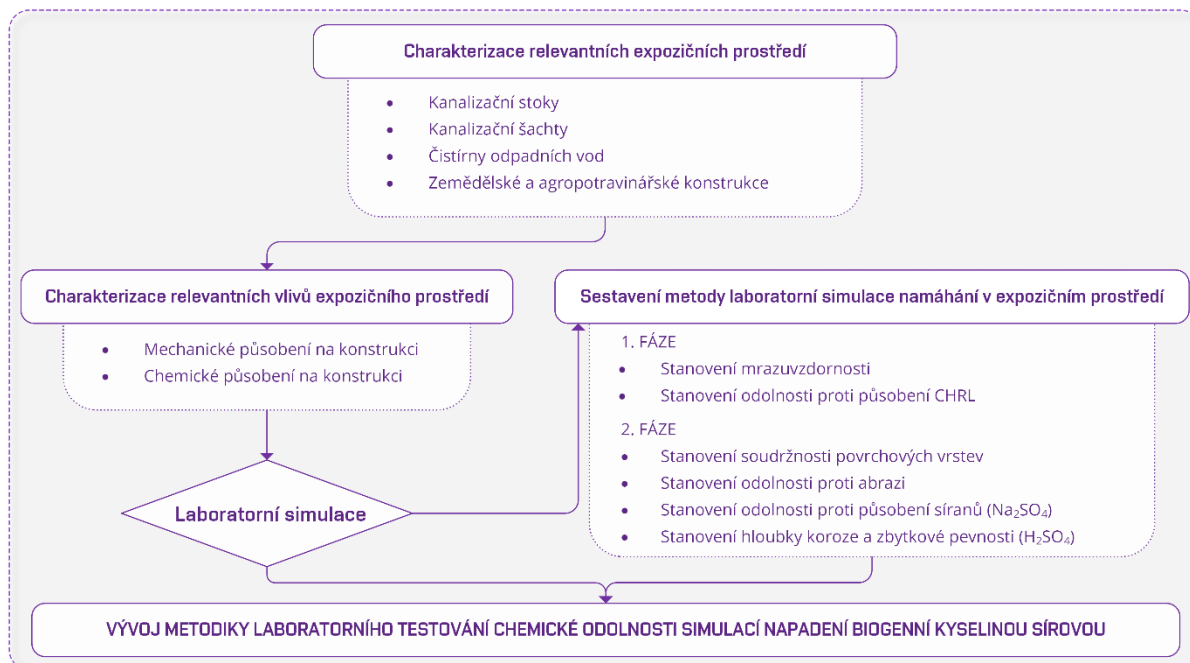 Charakterizace relevantních expozičních prostředí
• Kanalizační stoky
• Kanalizační šachty
• Čistírny odpadních vod
• Zemědělské a agropotravinářské konstrukce
Charakterizace relevantních vlivů expozičního prostředí
• Mechanické působení na konstrukci
• Chemické působení na konstrukci
Laboratorní simulace
Sestavení metody laboratorní simulace namáhání v expozičním prostředí
1. FÁZE
• Stanovení mrazuvzdornosti
• Stanovení odolnosti proti působení CHRL
2. FÁZE
• Stanovení soudržnosti povrchových vrstev
• Stanovení odolnosti proti abrazi
• Stanovení odolnosti proti působení síranů (Na₂SO₄)
• Stanovení hloubky koroze a zbytkové pevnosti (H₂SO₄)
VÝVOJ METODIKY LABORATORNÍHO TESTOVÁNÍ CHEMICKÉ ODOLNOSTI SIMULACÍ NAPADENÍ BIOGENNÍ KYSELINOU SÍROVOU